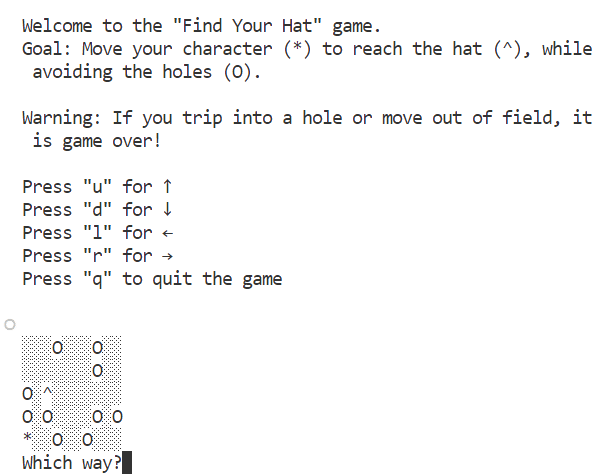 Welcome to the "Find Your Hat" game.
Goal: Move your character (*) to reach the hat (^), while
avoiding the holes (O).
Warning: If you trip into a hole or move out of field, it
is game over!
Press "u" for ↑
Press "d" for ↓
Press "l" for ←
Press "r" for →
Press "q" to quit the game
░░░O░░░O░░
░░░░░░░O░░
O░^░░░░░░░
O░O░░░░O░O
*░░O░░O░░░
Which way?